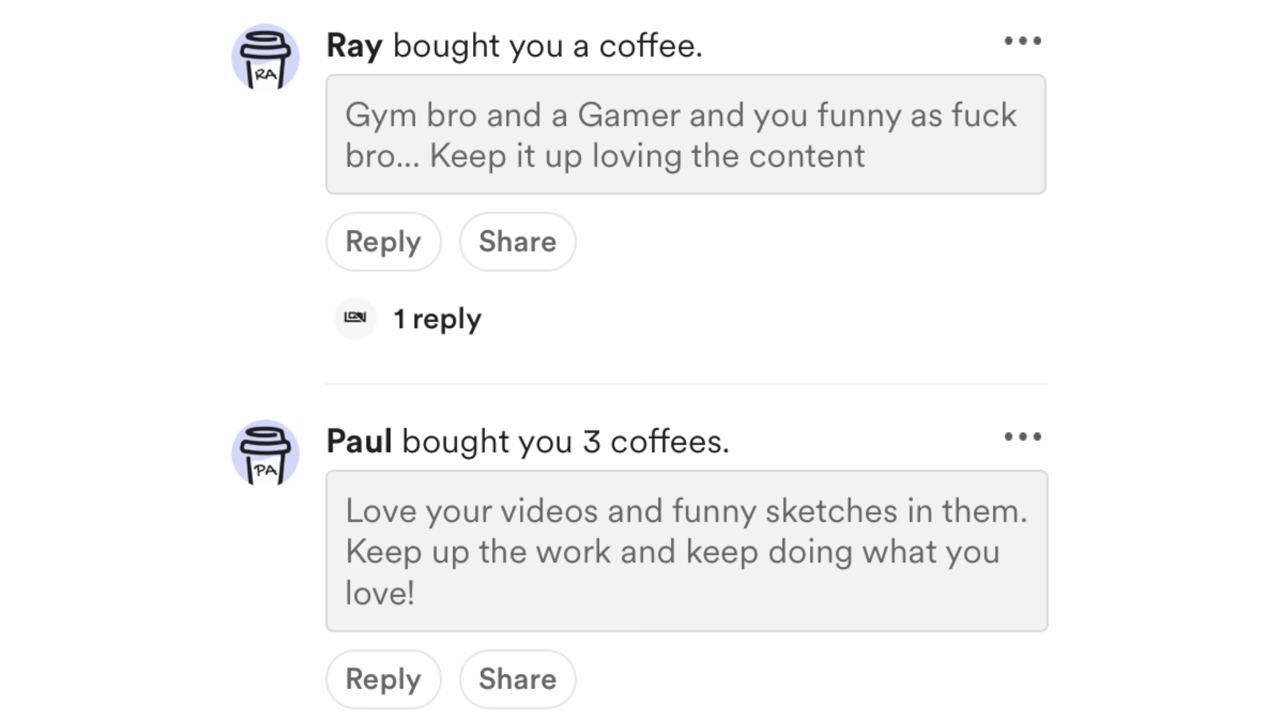 Ray bought you a coffee.
RA
Gym bro and a Gamer and you funny as fuck
bro... Keep it up loving the content
Reply Share
1 reply
Paul bought you 3 coffees.
PA
Love your videos and funny sketches in them.
Keep up the work and keep doing what you
love!
Reply Share